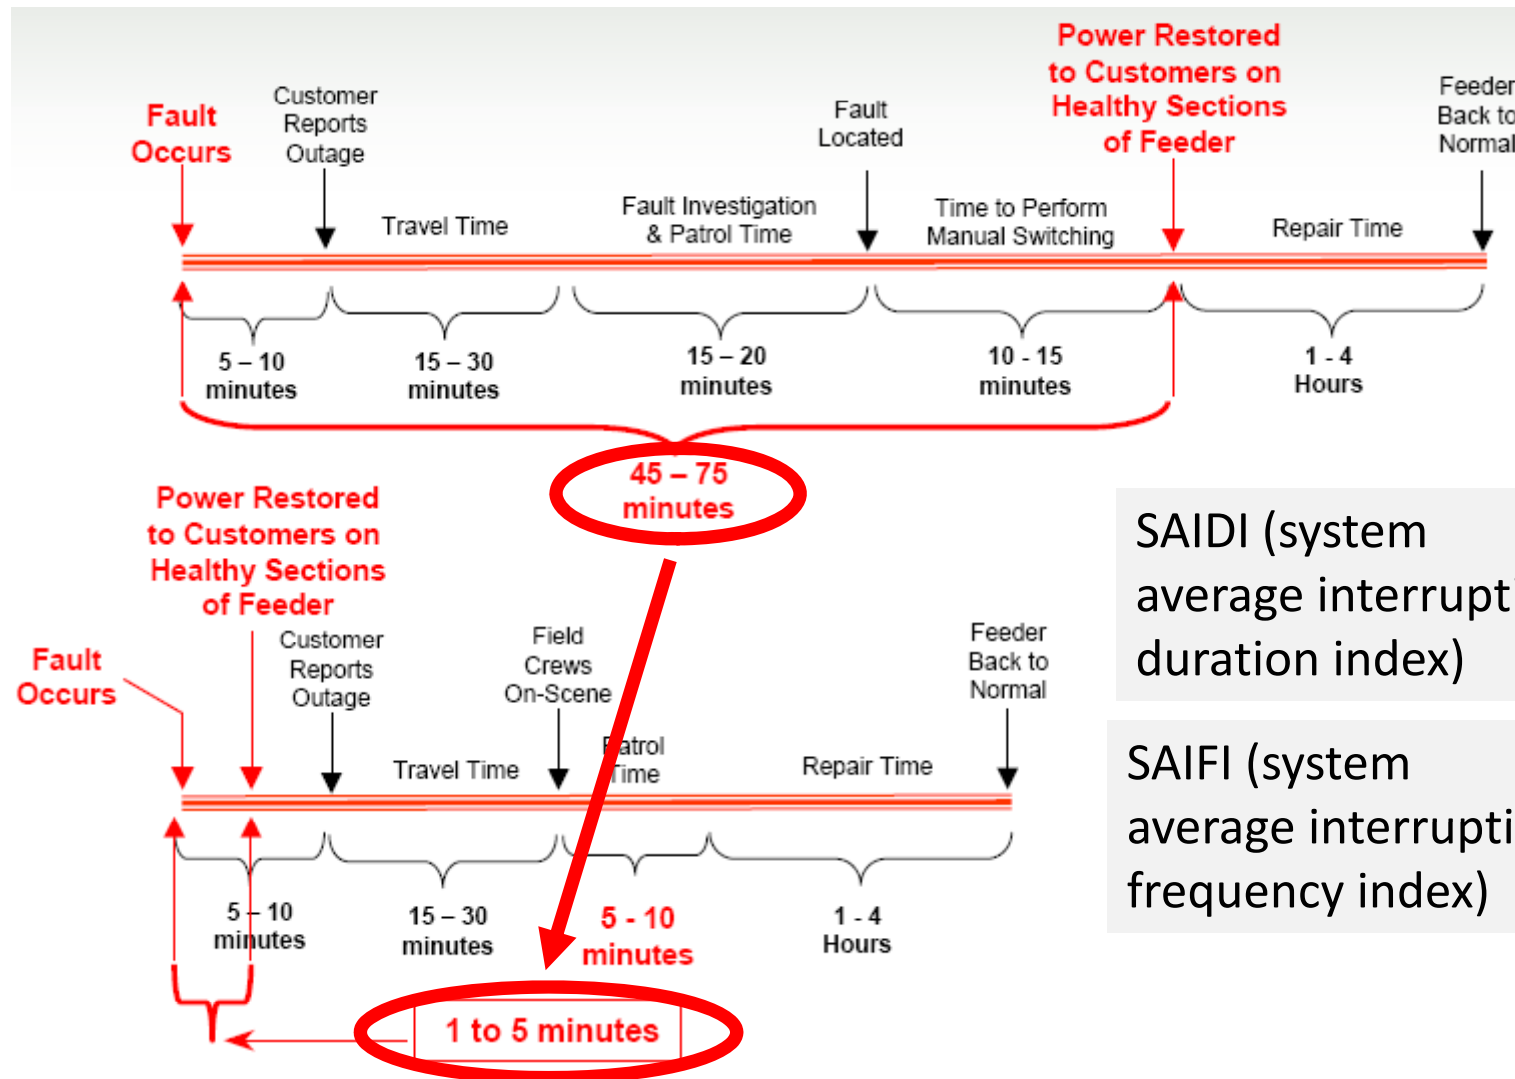 Fault
Occurs
Customer
Reports
Outage
Fault
Located
Power Restored
to Customers on
Healthy Sections
of Feeder
Feeder
Back to
Normal
Travel Time
Fault Investigation
& Patrol Time
Time to Perform
Manual Switching
Repair Time
5 – 10
minutes
15 – 30
minutes
15 – 20
minutes
10 - 15
minutes
1 - 4
Hours
45 – 75
minutes
Power Restored
to Customers on
Healthy Sections
of Feeder
Fault
Occurs
Customer
Reports
Outage
Field
Crews
On-Scene
Feeder
Back to
Normal
Travel Time
Patrol
Time
Repair Time
5 – 10
minutes
15 – 30
minutes
5 - 10
minutes
1 - 4
Hours
1 to 5 minutes
SAIDI (system
average interrupti
duration index)
SAIFI (system
average interrupti
frequency index)